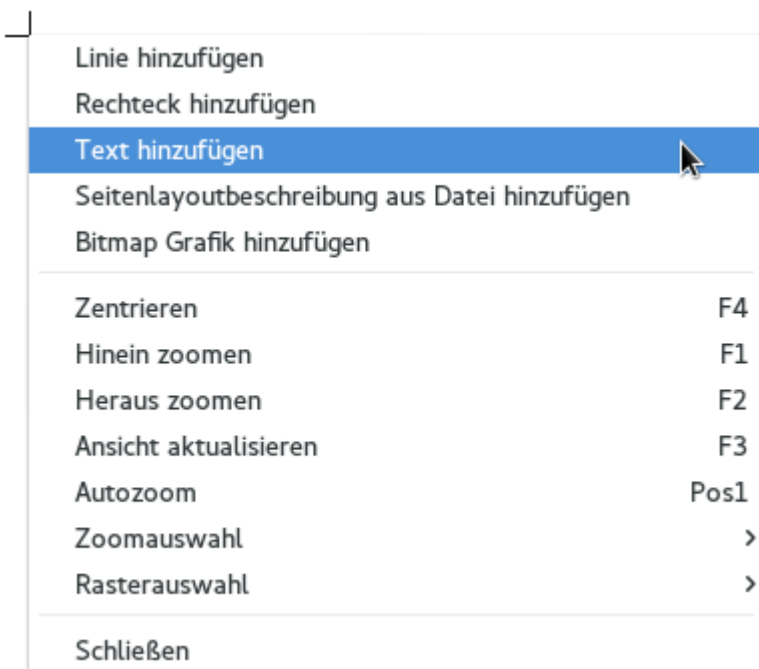 Linie hinzufügen
Rechteck hinzufügen
Text hinzufügen
Seitenlayoutbeschreibung aus Datei hinzufügen
Bitmap Grafik hinzufügen
Zentrieren F4
Hinein zoomen F1
Heraus zoomen F2
Ansicht aktualisieren F3
Autozoom Pos1
Zoomauswahl
Rasterauswahl
Schließen